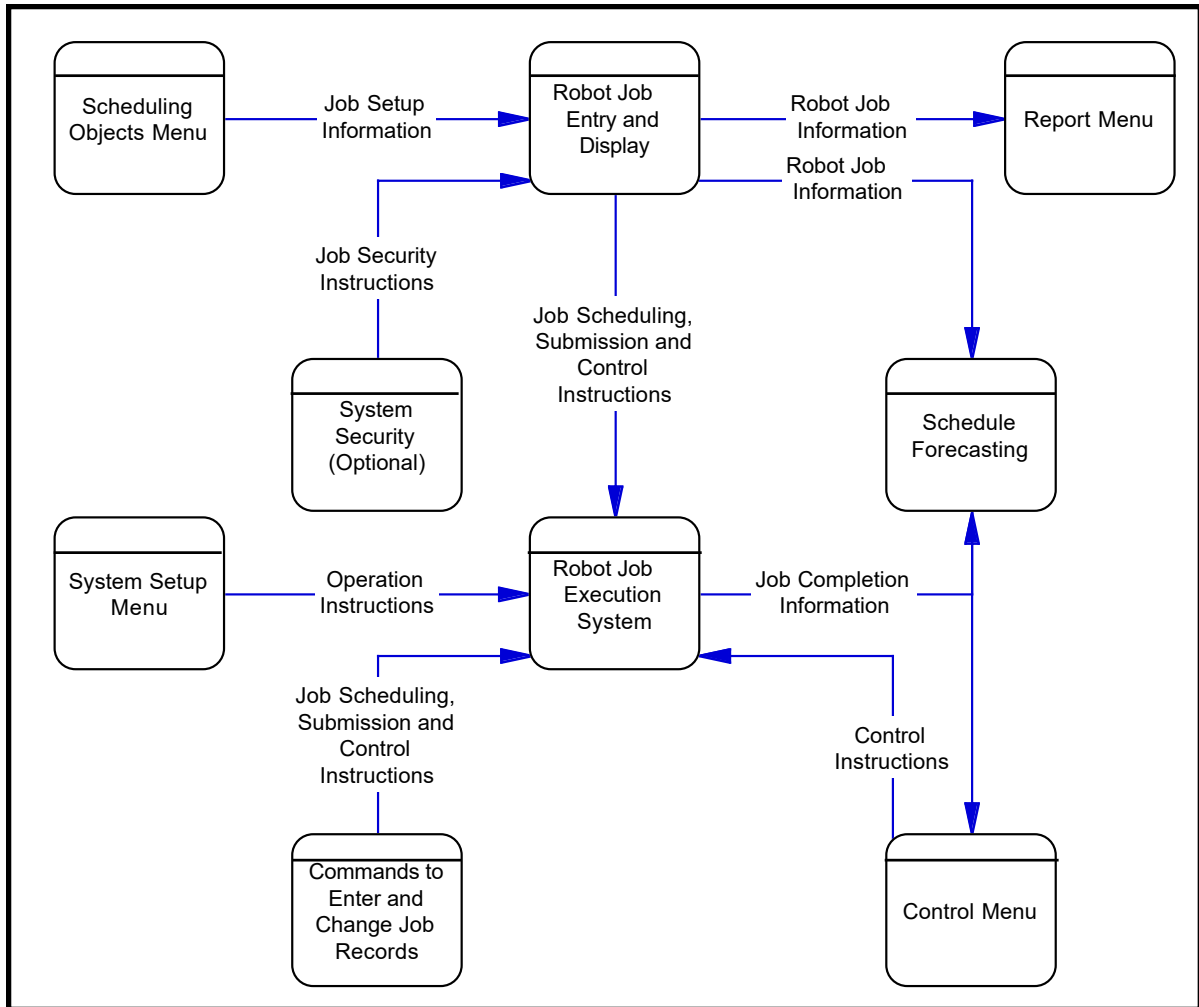 Scheduling
Objects Menu
Job Setup
Information
Robot Job
Entry and
Display
Robot Job
Information
Report Menu
Robot Job
Information
Job Security
Instructions
Job Scheduling,
Submission and
Control
Instructions
System
Security
(Optional)
Schedule
Forecasting
System Setup
Menu
Operation
Instructions
Robot Job
Execution
System
Job Completion
Information
Job Scheduling,
Submission and
Control
Instructions
Control
Instructions
Commands to
Enter and
Change Job
Records
Control Menu